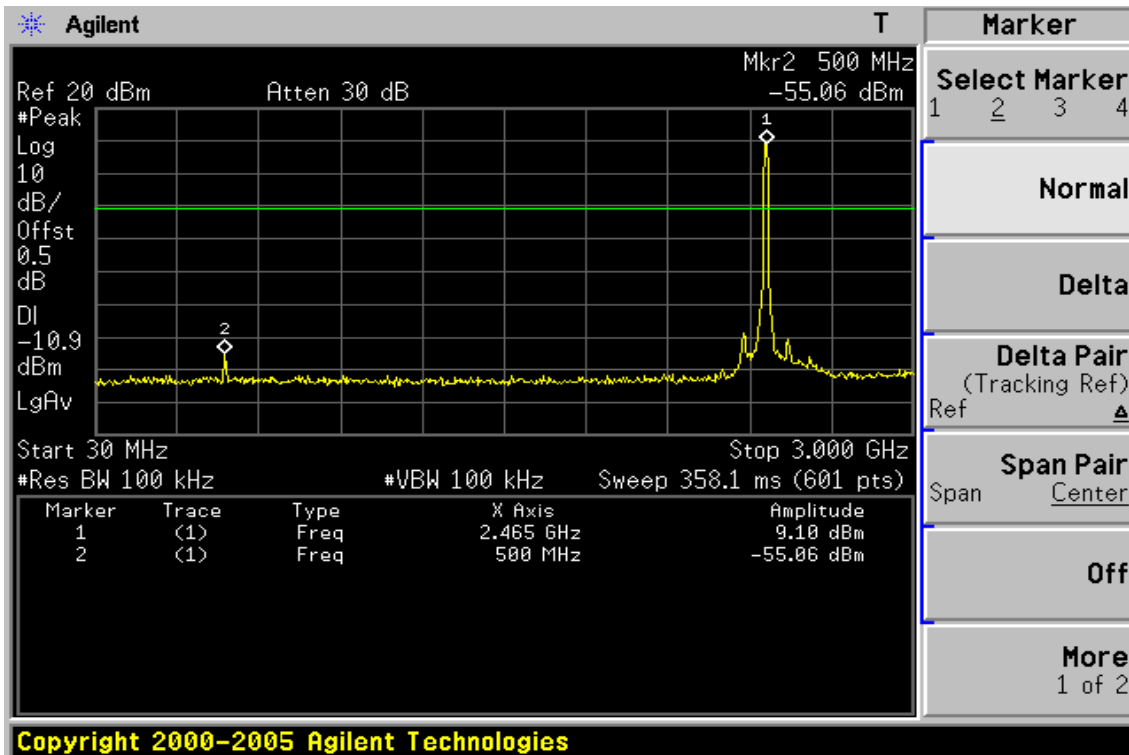 Agilent T
Mkr2 500 MHz
Ref 20 dBm Atten 30 dB -55.06 dBm
#Peak
Log
10
dB/
Offst
0.5
dB
DI
-10.9
dBm
LgAv
1
2
Start 30 MHz Stop 3.000 GHz
#Res BW 100 kHz #VBW 100 kHz Sweep 358.1 ms (601 pts)
Marker Trace Type X Axis Amplitude
1 (1) Freq 2.465 GHz 9.10 dBm
2 (1) Freq 500 MHz -55.06 dBm
Marker
Select Marker
1 2 3 4
Normal
Delta
Delta Pair
(Tracking Ref)
Ref Δ
Span Pair
Span Center
Off
More
1 of 2
Copyright 2000-2005 Agilent Technologies